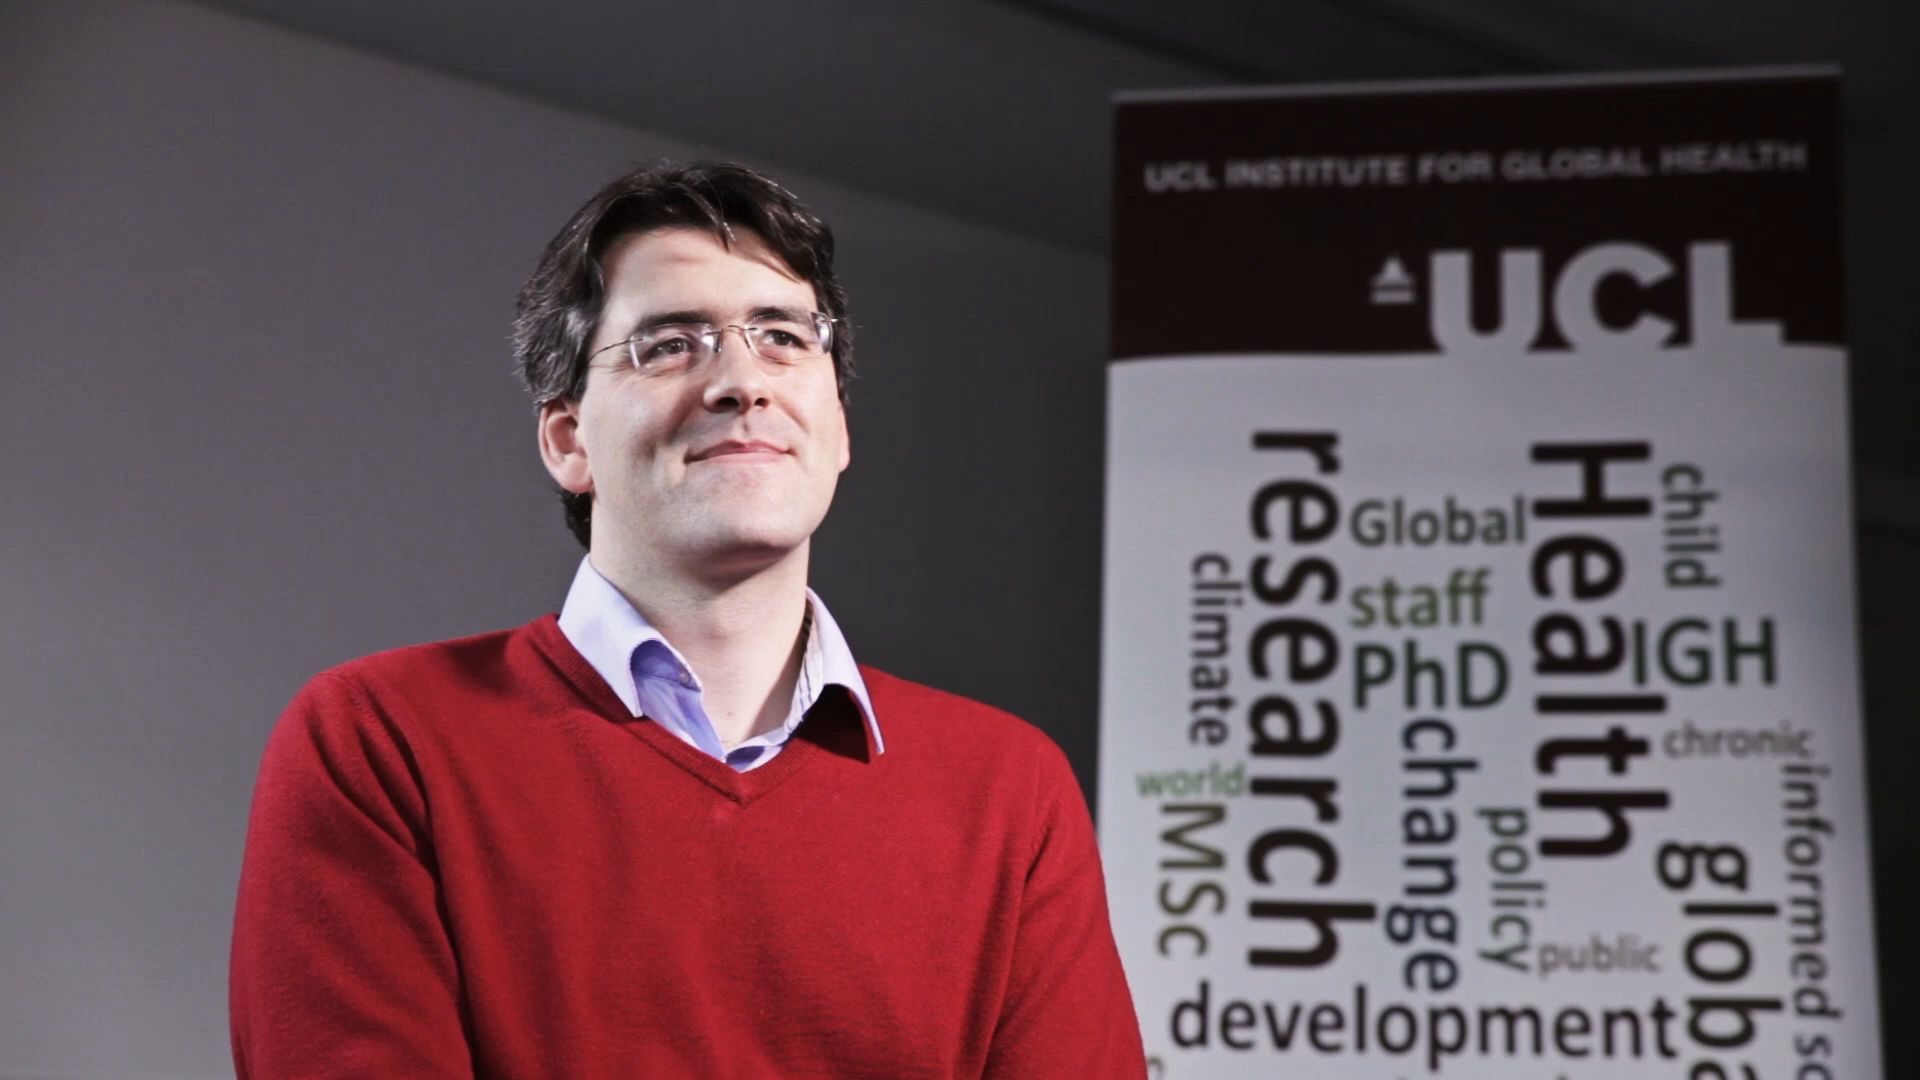 UCL INSTITUTE FOR GLOBAL HEALTH
UCL
research
Health
child
Global
climate
staff
IGH
PhD
change
chronic
world
informed
MSc
policy
global
public
development